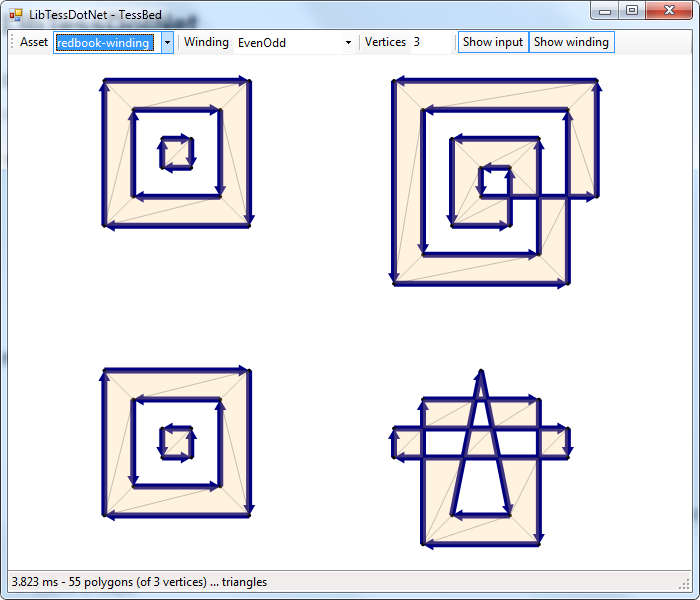 LibTessDotNet - TessBed
Asset redbook-winding Winding EvenOdd Vertices 3 Show input Show winding
3.823 ms - 55 polygons (of 3 vertices) ... triangles